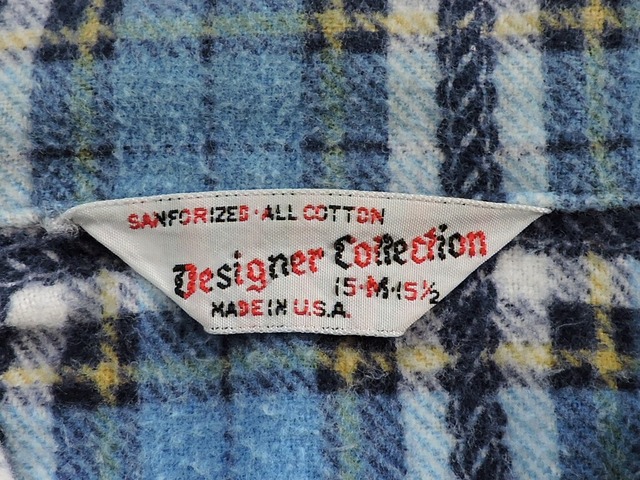 SANFORIZED · ALL COTTON
Designer Collection
15·M·15½
MADE IN U.S.A.